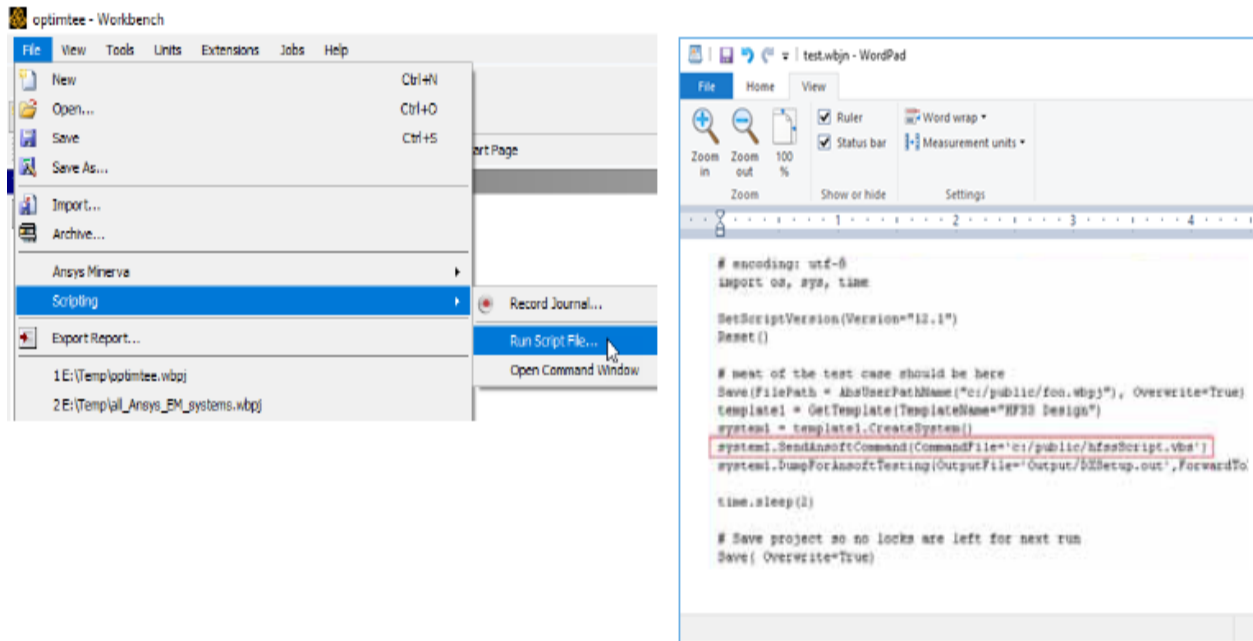 optimtee - Workbench
File View Tools Units Extensions Jobs Help
New Ctrl+N
Open... Ctrl+O
Save Ctrl+S
Save As...
art Page
Import...
Archive...
Ansys Minerva
Scripting
Record Journal...
Export Report...
Run Script File...
1 E:\Temp\optimtee.wbpj
Open Command Window
2 E:\Temp\all_Ansys_EM_systems.wbpj
test.wbjn - WordPad
File Home View
Zoom in
Zoom out
100 %
Ruler
Status bar
Word wrap
Measurement units
Zoom Show or hide Settings
1 2 3 4
# encoding: utf-8
import os, sys, time
SetScriptVersion(Version="12.1")
Reset()
# meat of the test case should be here
Save(FilePath = AbsUserPathName("c:/public/foo.wbpj"), Overwrite=True)
template1 = GetTemplate(TemplateName="HFSS Design")
system1 = template1.CreateSystem()
system1.SendAnsoftCommand(CommandFile='c:/public/hfssScript.vbs')
system1.DumpForAnsoftTesting(OutputFile='Output/DXSetup.out',ForwardTo
time.sleep(2)
# Save project so no locks are left for next run
Save( Overwrite=True)